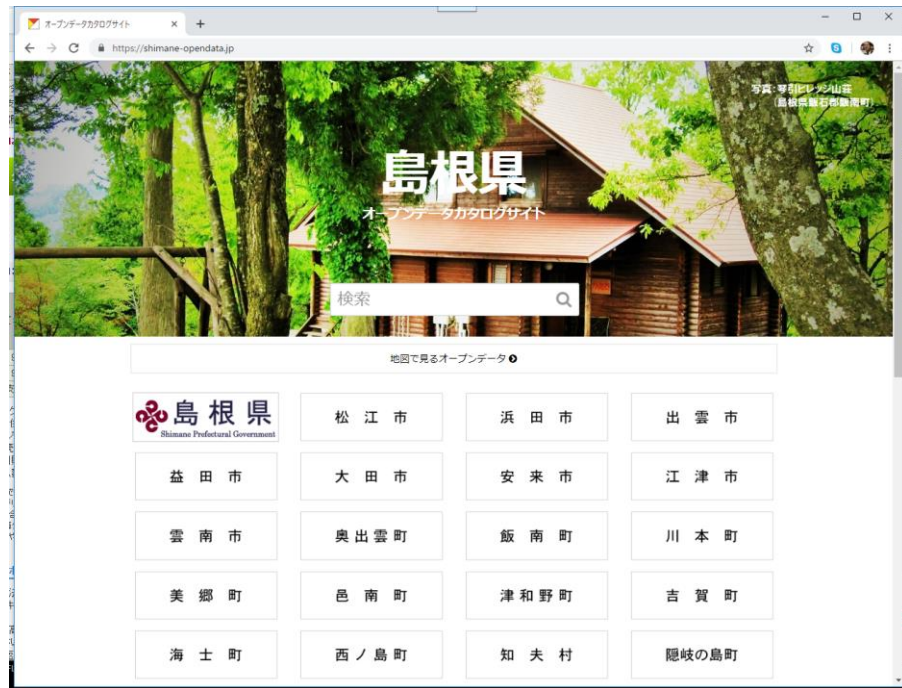 オープンデータカタログサイト
https://shimane-opendata.jp
写真：琴引ビレッジ山荘
（島根県飯石郡飯南町）
島根県
オープンデータカタログサイト
検索
地図で見るオープンデータ
島根県
Shimane Prefectural Government
松江市
浜田市
出雲市
益田市
大田市
安来市
江津市
雲南市
奥出雲町
飯南町
川本町
美郷町
邑南町
津和野町
吉賀町
海士町
西ノ島町
知夫村
隠岐の島町